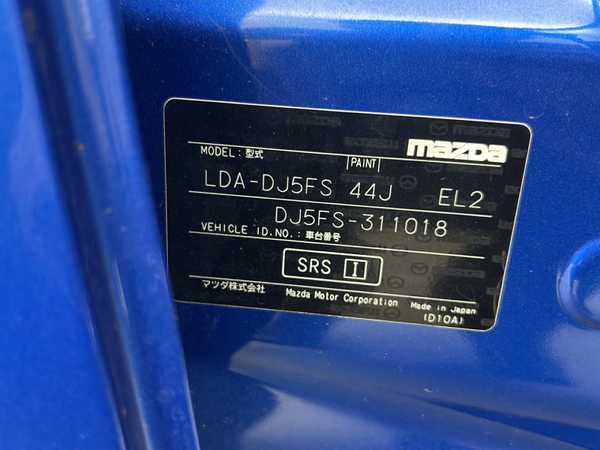 mazda
MODEL: 型式 PAINT
LDA-DJ5FS 44J EL2
DJ5FS-311018
VEHICLE ID.NO.: 車台番号
SRS I
マツダ株式会社 Mazda Motor Corporation Made in Japan
(D10A)